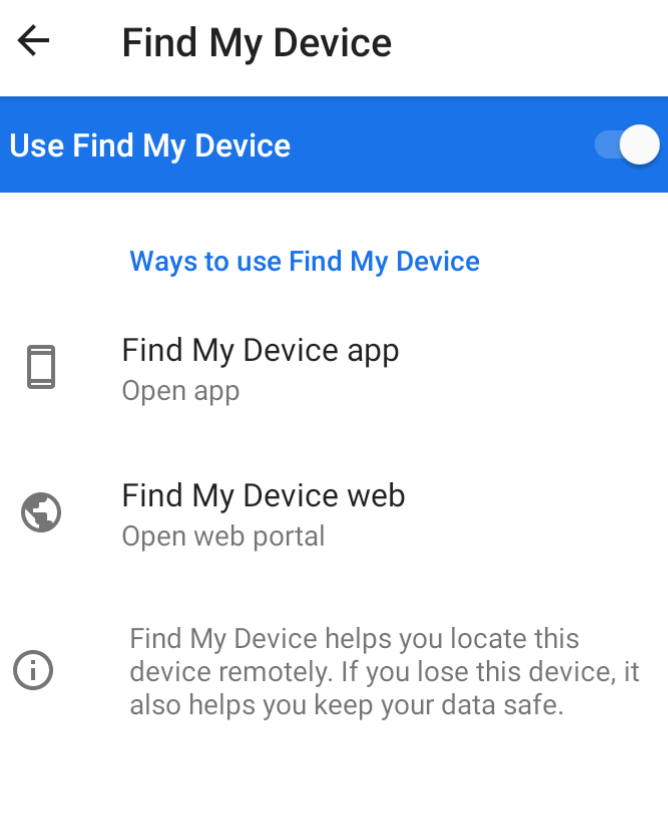 Find My Device
Use Find My Device
Ways to use Find My Device
Find My Device app
Open app
Find My Device web
Open web portal
Find My Device helps you locate this
device remotely. If you lose this device, it
also helps you keep your data safe.